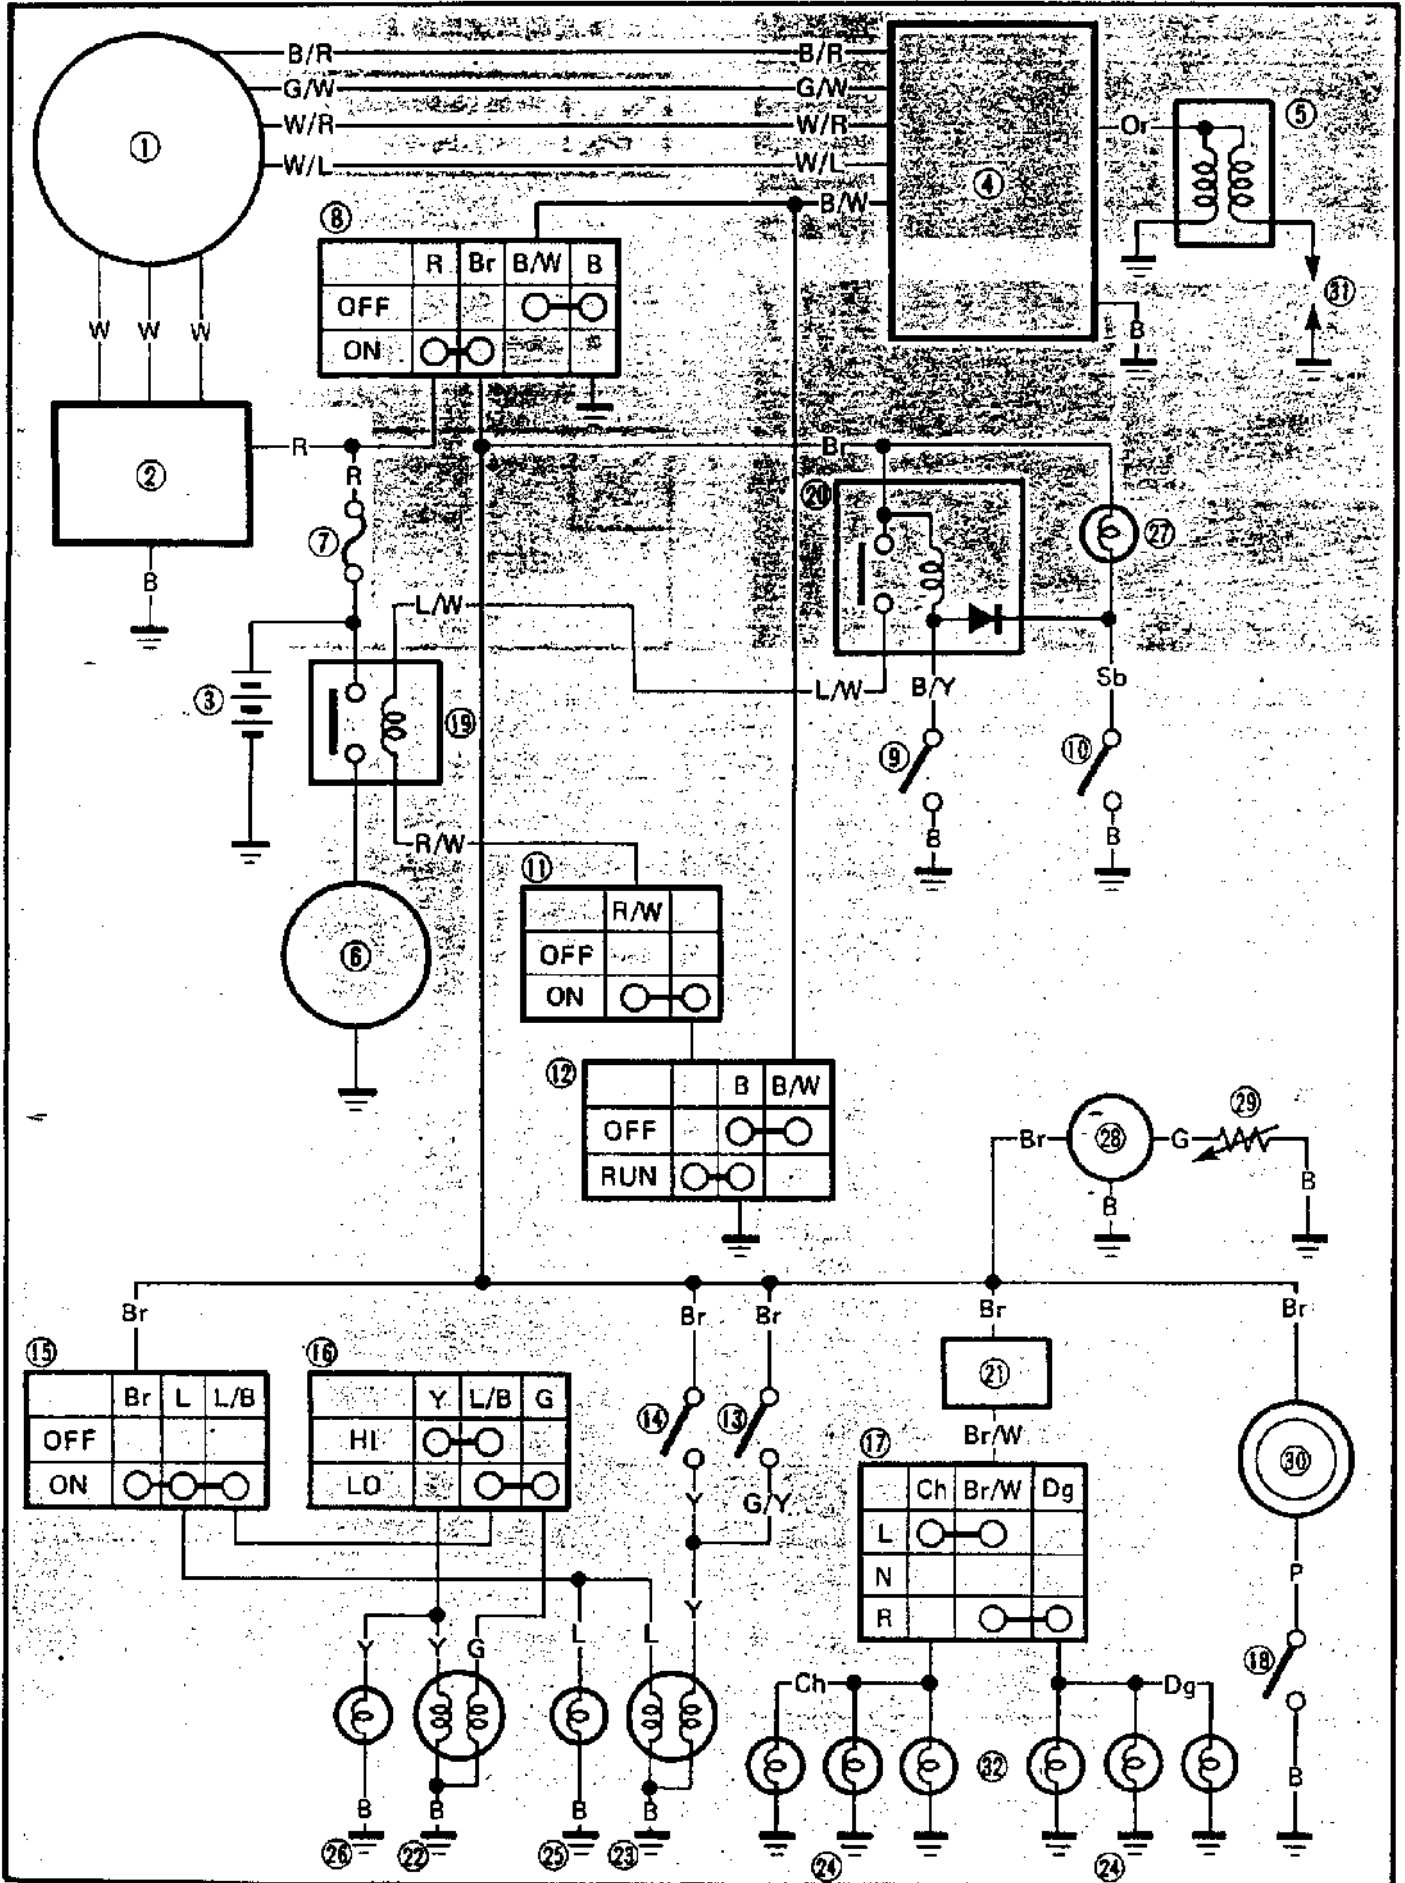 B/R B/R
G/W G/W
① W/R W/R Or ⑤
W/L W/L ④
⑧ B/W
R Br B/W B
OFF ㉛
ON B
W W W
② R B
R ⑳ ㉗
⑦
B
L/W
③ L/W B/Y Sb
⑲ ⑨ ⑩
R/W B B
⑪
R/W
OFF
⑥ ON
⑫ B B/W
OFF
RUN
㉙
Br ㉘ G
B B
Br Br Br Br Br
⑮ ⑯ ㉑
Br L L/B Y L/B G ⑭ ⑬
OFF HI Br/W
ON LO ⑰ ㉚
Y G/Y Ch Br/W Dg
L
N P
R
Y Y
Y G L L ⑱
Ch Dg
㉜
B B B B B
㉖ ㉒ ㉕ ㉓ ㉔ ㉔